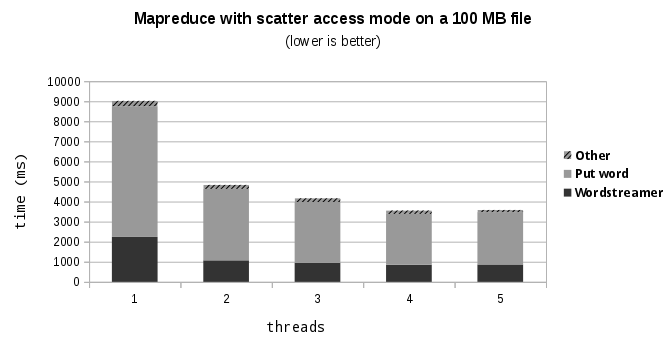 Mapreduce with scatter access mode on a 100 MB file
(lower is better)
10000
9000
8000
7000
6000
5000
4000
3000
2000
1000
0
time (ms)
1 2 3 4 5
threads
Other
Put word
Wordstreamer